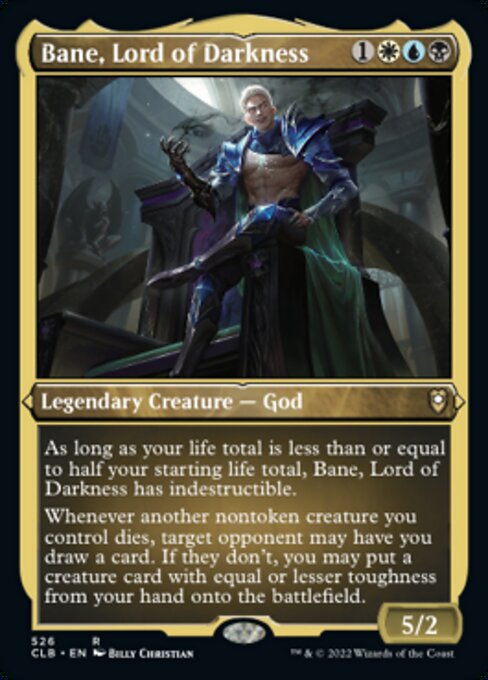 Bane, Lord of Darkness 1
Legendary Creature — God
As long as your life total is less than or equal
to half your starting life total, Bane, Lord of
Darkness has indestructible.
Whenever another nontoken creature you
control dies, target opponent may have you
draw a card. If they don't, you may put a
creature card with equal or lesser toughness
from your hand onto the battlefield.
5/2
526 R
CLB • EN BILLY CHRISTIAN
™ & © 2022 Wizards of the Coast